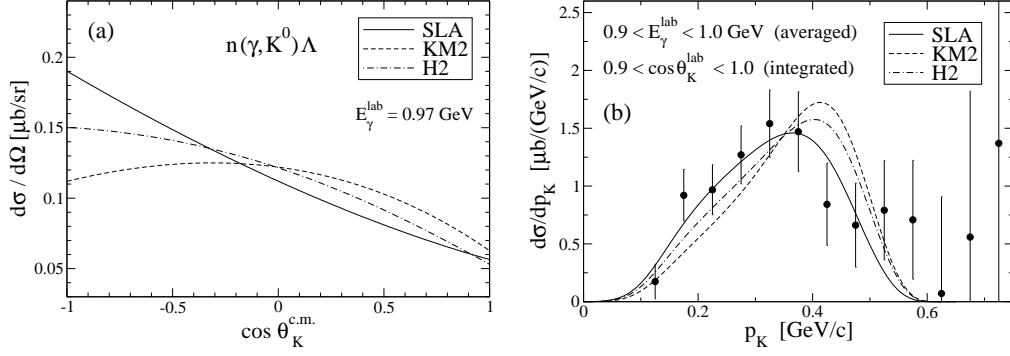 (a)
n(γ,K⁰)Λ
SLA
KM2
H2
E_γ^lab = 0.97 GeV
dσ / dΩ [μb/sr]
0.2
0.15
0.1
0.05
-1 -0.5 0 0.5 1
cos θ_K^c.m.
0.9 < E_γ^lab < 1.0 GeV (averaged)
0.9 < cosθ_K^lab < 1.0 (integrated)
SLA
KM2
H2
(b)
dσ/dp_K [μb/(GeV/c)]
2.5
2
1.5
1
0.5
0
0 0.2 0.4 0.6
p_K [GeV/c]